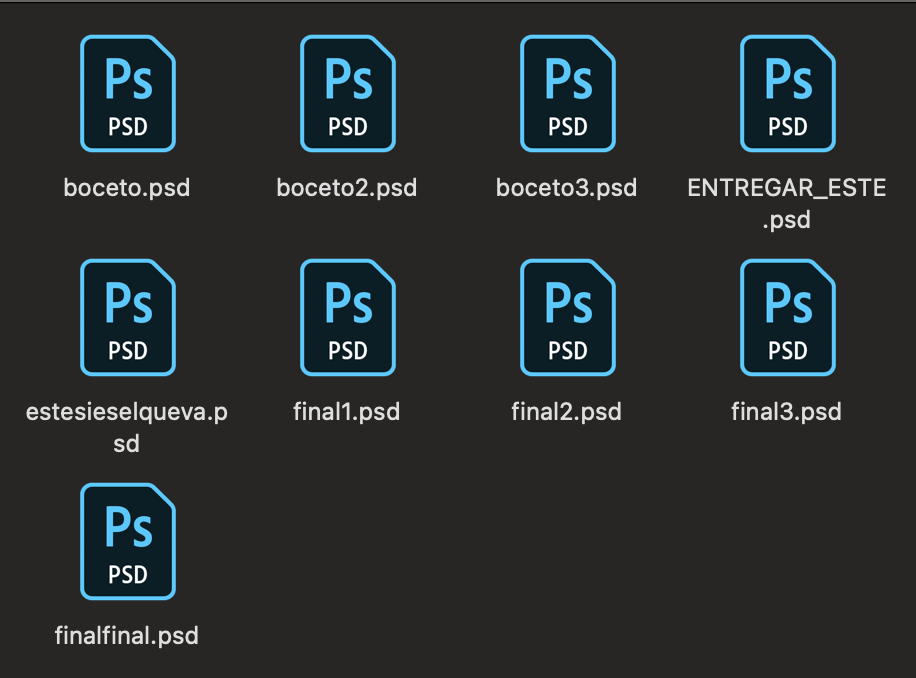 Ps Ps Ps Ps
PSD PSD PSD PSD
boceto.psd boceto2.psd boceto3.psd ENTREGAR_ESTE
.psd
Ps Ps Ps Ps
PSD PSD PSD PSD
estesieselqueva.p final1.psd final2.psd final3.psd
sd
Ps
PSD
finalfinal.psd